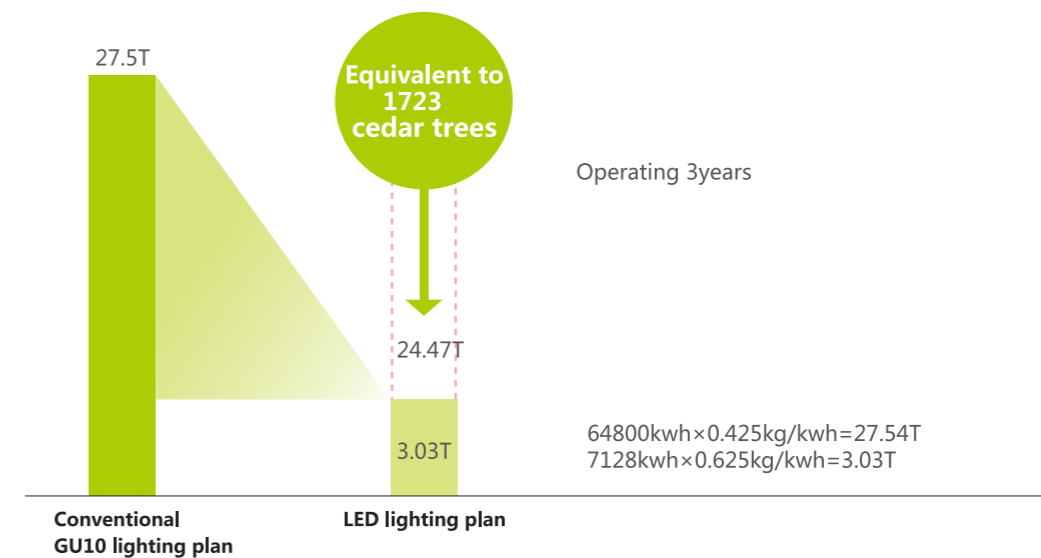 27.5T
Equivalent to
1723
cedar trees
Operating 3years
24.47T
3.03T
64800kwh×0.425kg/kwh=27.54T
7128kwh×0.625kg/kwh=3.03T
Conventional
GU10 lighting plan
LED lighting plan